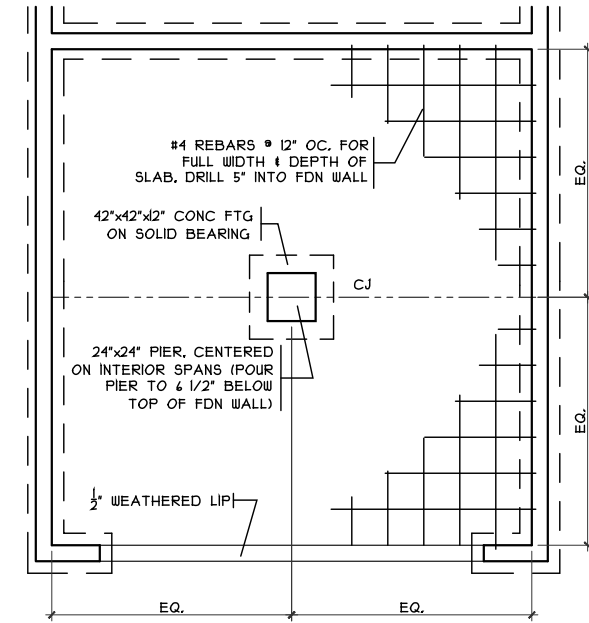 #4 REBARS @ 12" OC. FOR
FULL WIDTH & DEPTH OF
SLAB. DRILL 5" INTO FDN WALL
EQ.
42"x42"x12" CONC FTG
ON SOLID BEARING
CJ
24"x24" PIER, CENTERED
ON INTERIOR SPANS (POUR
PIER TO 6 1/2" BELOW
TOP OF FDN WALL)
EQ.
1/2" WEATHERED LIP
EQ.
EQ.